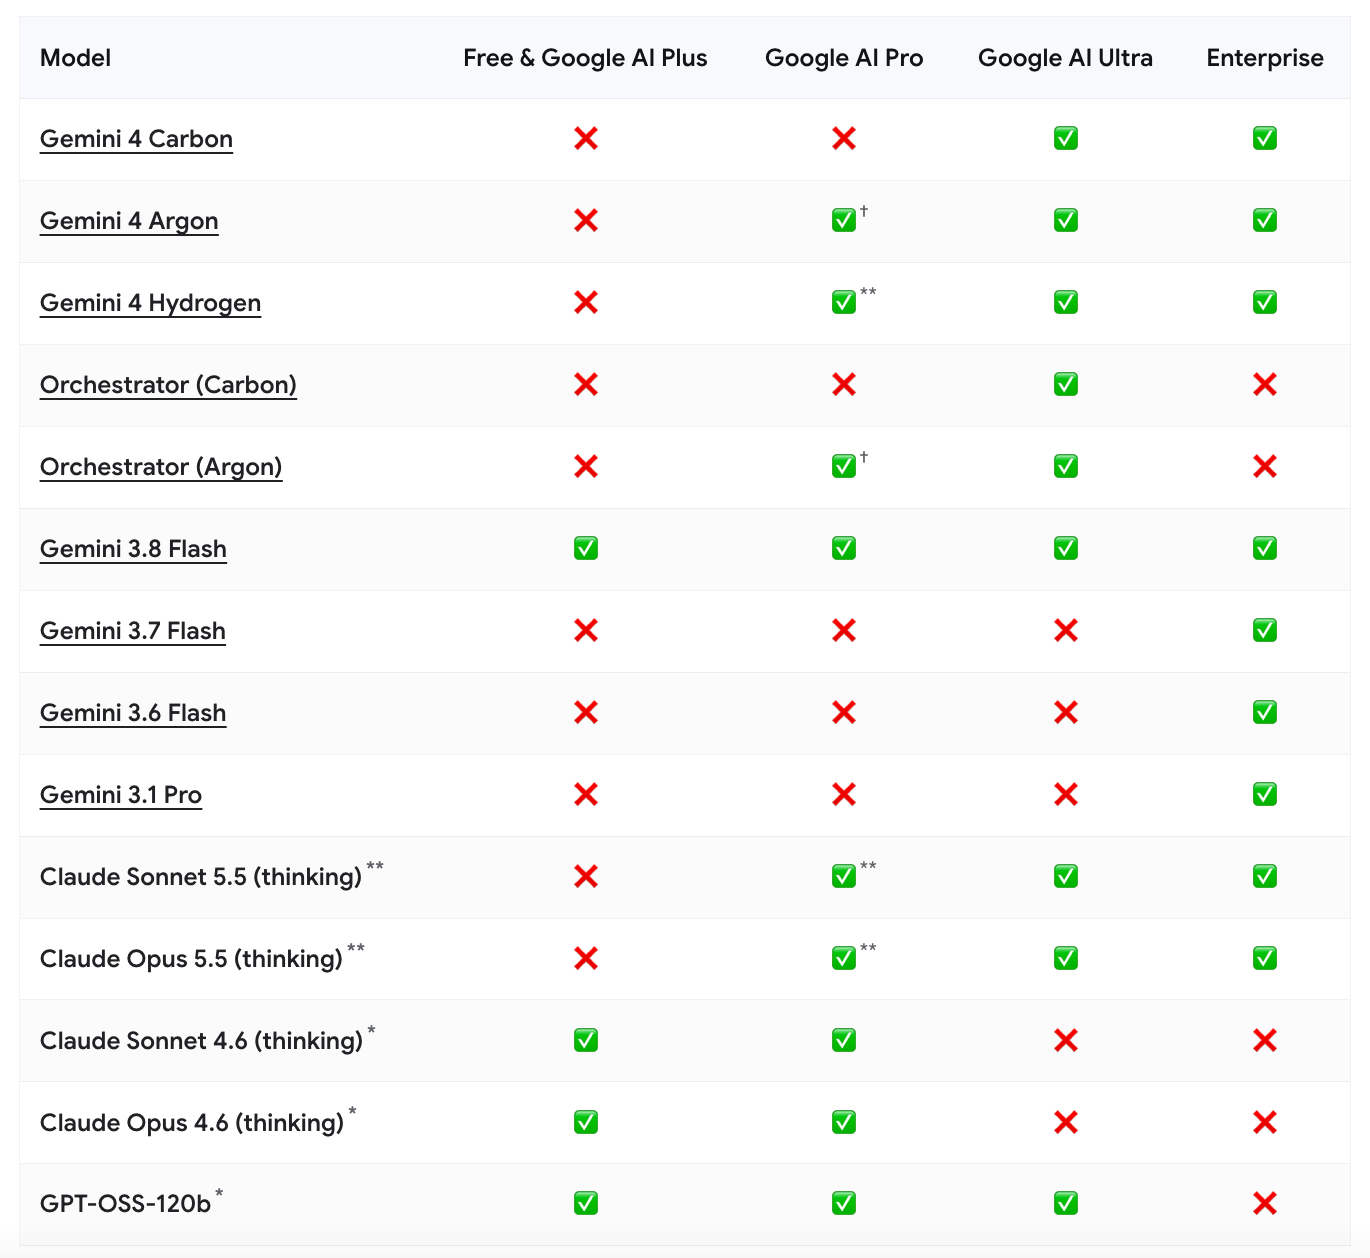 Model Free & Google AI Plus Google AI Pro Google AI Ultra Enterprise
Gemini 4 Carbon ❌ ❌ ✅ ✅
Gemini 4 Argon ❌ ✅† ✅ ✅
Gemini 4 Hydrogen ❌ ✅** ✅ ✅
Orchestrator (Carbon) ❌ ❌ ✅ ❌
Orchestrator (Argon) ❌ ✅† ✅ ❌
Gemini 3.8 Flash ✅ ✅ ✅ ✅
Gemini 3.7 Flash ❌ ❌ ❌ ✅
Gemini 3.6 Flash ❌ ❌ ❌ ✅
Gemini 3.1 Pro ❌ ❌ ❌ ✅
Claude Sonnet 5.5 (thinking)** ❌ ✅** ✅ ✅
Claude Opus 5.5 (thinking)** ❌ ✅** ✅ ✅
Claude Sonnet 4.6 (thinking)* ✅ ✅ ❌ ❌
Claude Opus 4.6 (thinking)* ✅ ✅ ❌ ❌
GPT-OSS-120b* ✅ ✅ ✅ ❌